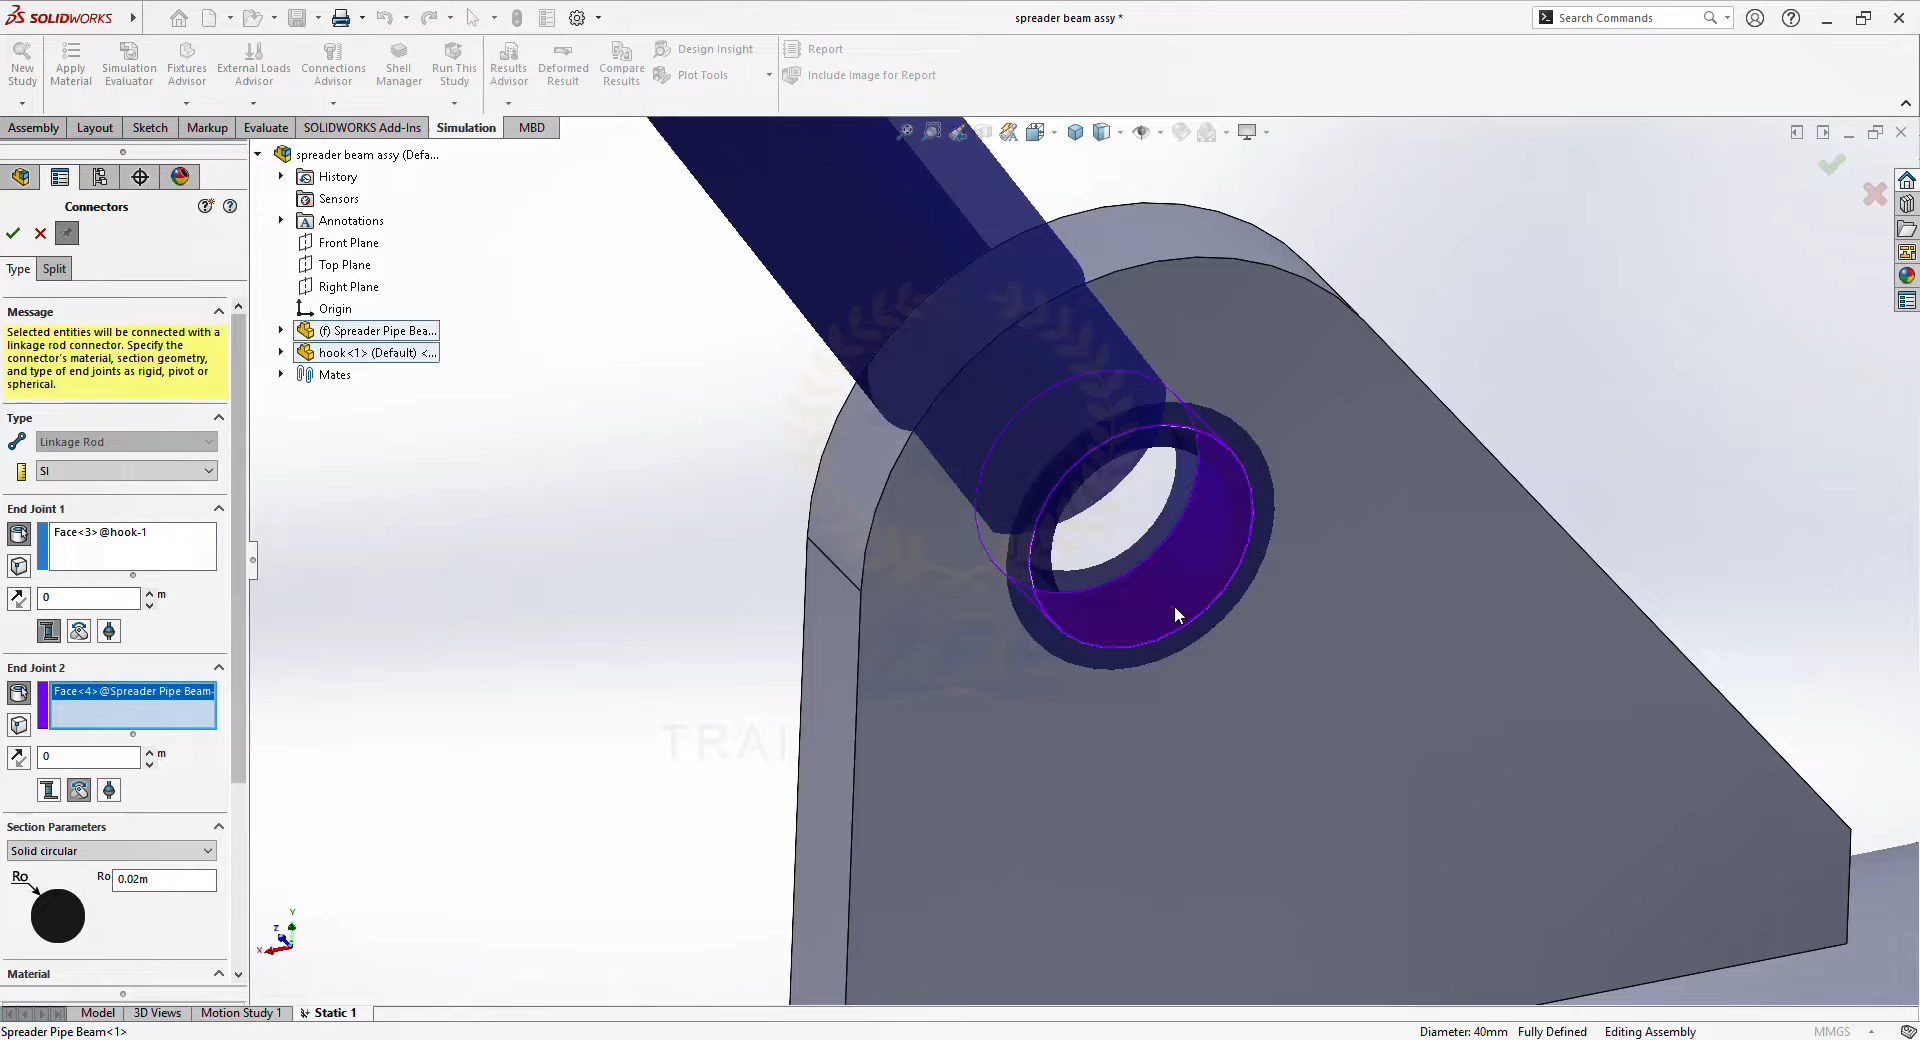 SOLIDWORKS
spreader beam assy *
Search Commands
New Study
Apply Material
Simulation Evaluator
Fixtures Advisor
External Loads Advisor
Connections Advisor
Shell Manager
Run This Study
Results Advisor
Deformed Result
Compare Results
Design Insight
Plot Tools
Report
Include Image for Report
Assembly
Layout
Sketch
Markup
Evaluate
SOLIDWORKS Add-Ins
Simulation
MBD
Connectors
Type
Split
Message
Selected entities will be connected with a
linkage rod connector. Specify the
connector's material, section geometry,
and type of end joints as rigid, pivot or
spherical.
Type
Linkage Rod
SI
End Joint 1
Face<3>@hook-1
0
m
End Joint 2
Face<4>@Spreader Pipe Beam-
0
m
Section Parameters
Solid circular
Ro
Ro
0.02m
Material
spreader beam assy (Defa...
History
Sensors
Annotations
Front Plane
Top Plane
Right Plane
Origin
(f) Spreader Pipe Bea...
hook<1> (Default) <...
Mates
TRAI
Y
Z
X
Model
3D Views
Motion Study 1
Static 1
Spreader Pipe Beam<1>
Diameter: 40mm
Fully Defined
Editing Assembly
MMGS